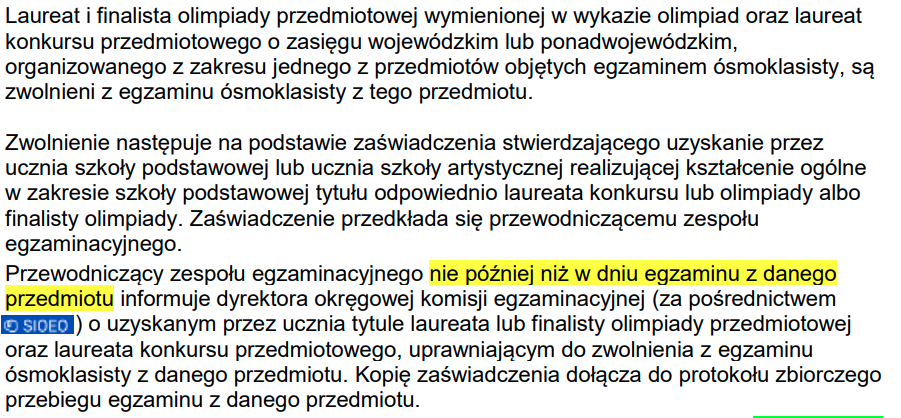 Laureat i finalista olimpiady przedmiotowej wymienionej w wykazie olimpiad oraz laureat
konkursu przedmiotowego o zasięgu wojewódzkim lub ponadwojewódzkim,
organizowanego z zakresu jednego z przedmiotów objętych egzaminem ósmoklasisty, są
zwolnieni z egzaminu ósmoklasisty z tego przedmiotu.
Zwolnienie następuje na podstawie zaświadczenia stwierdzającego uzyskanie przez
ucznia szkoły podstawowej lub ucznia szkoły artystycznej realizującej kształcenie ogólne
w zakresie szkoły podstawowej tytułu odpowiednio laureata konkursu lub olimpiady albo
finalisty olimpiady. Zaświadczenie przedkłada się przewodniczącemu zespołu
egzaminacyjnego.
Przewodniczący zespołu egzaminacyjnego nie później niż w dniu egzaminu z danego
przedmiotu informuje dyrektora okręgowej komisji egzaminacyjnej (za pośrednictwem
SIOEO) o uzyskanym przez ucznia tytule laureata lub finalisty olimpiady przedmiotowej
oraz laureata konkursu przedmiotowego, uprawniającym do zwolnienia z egzaminu
ósmoklasisty z danego przedmiotu. Kopię zaświadczenia dołącza do protokołu zbiorczego
przebiegu egzaminu z danego przedmiotu.